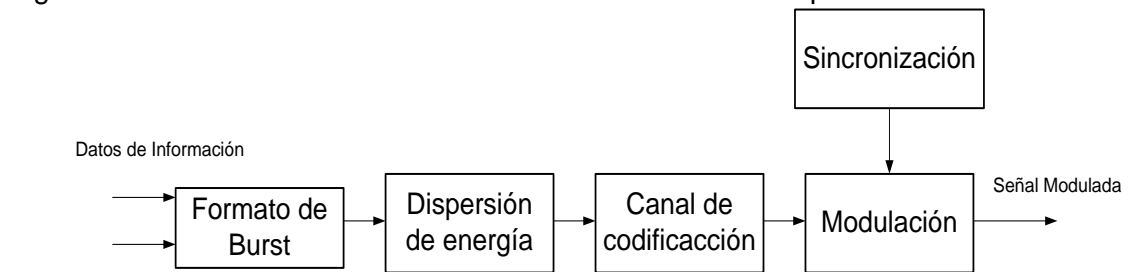 Sincronización
Datos de Información
Señal Modulada
Formato de
Burst
Dispersión
de energía
Canal de
codificacción
Modulación